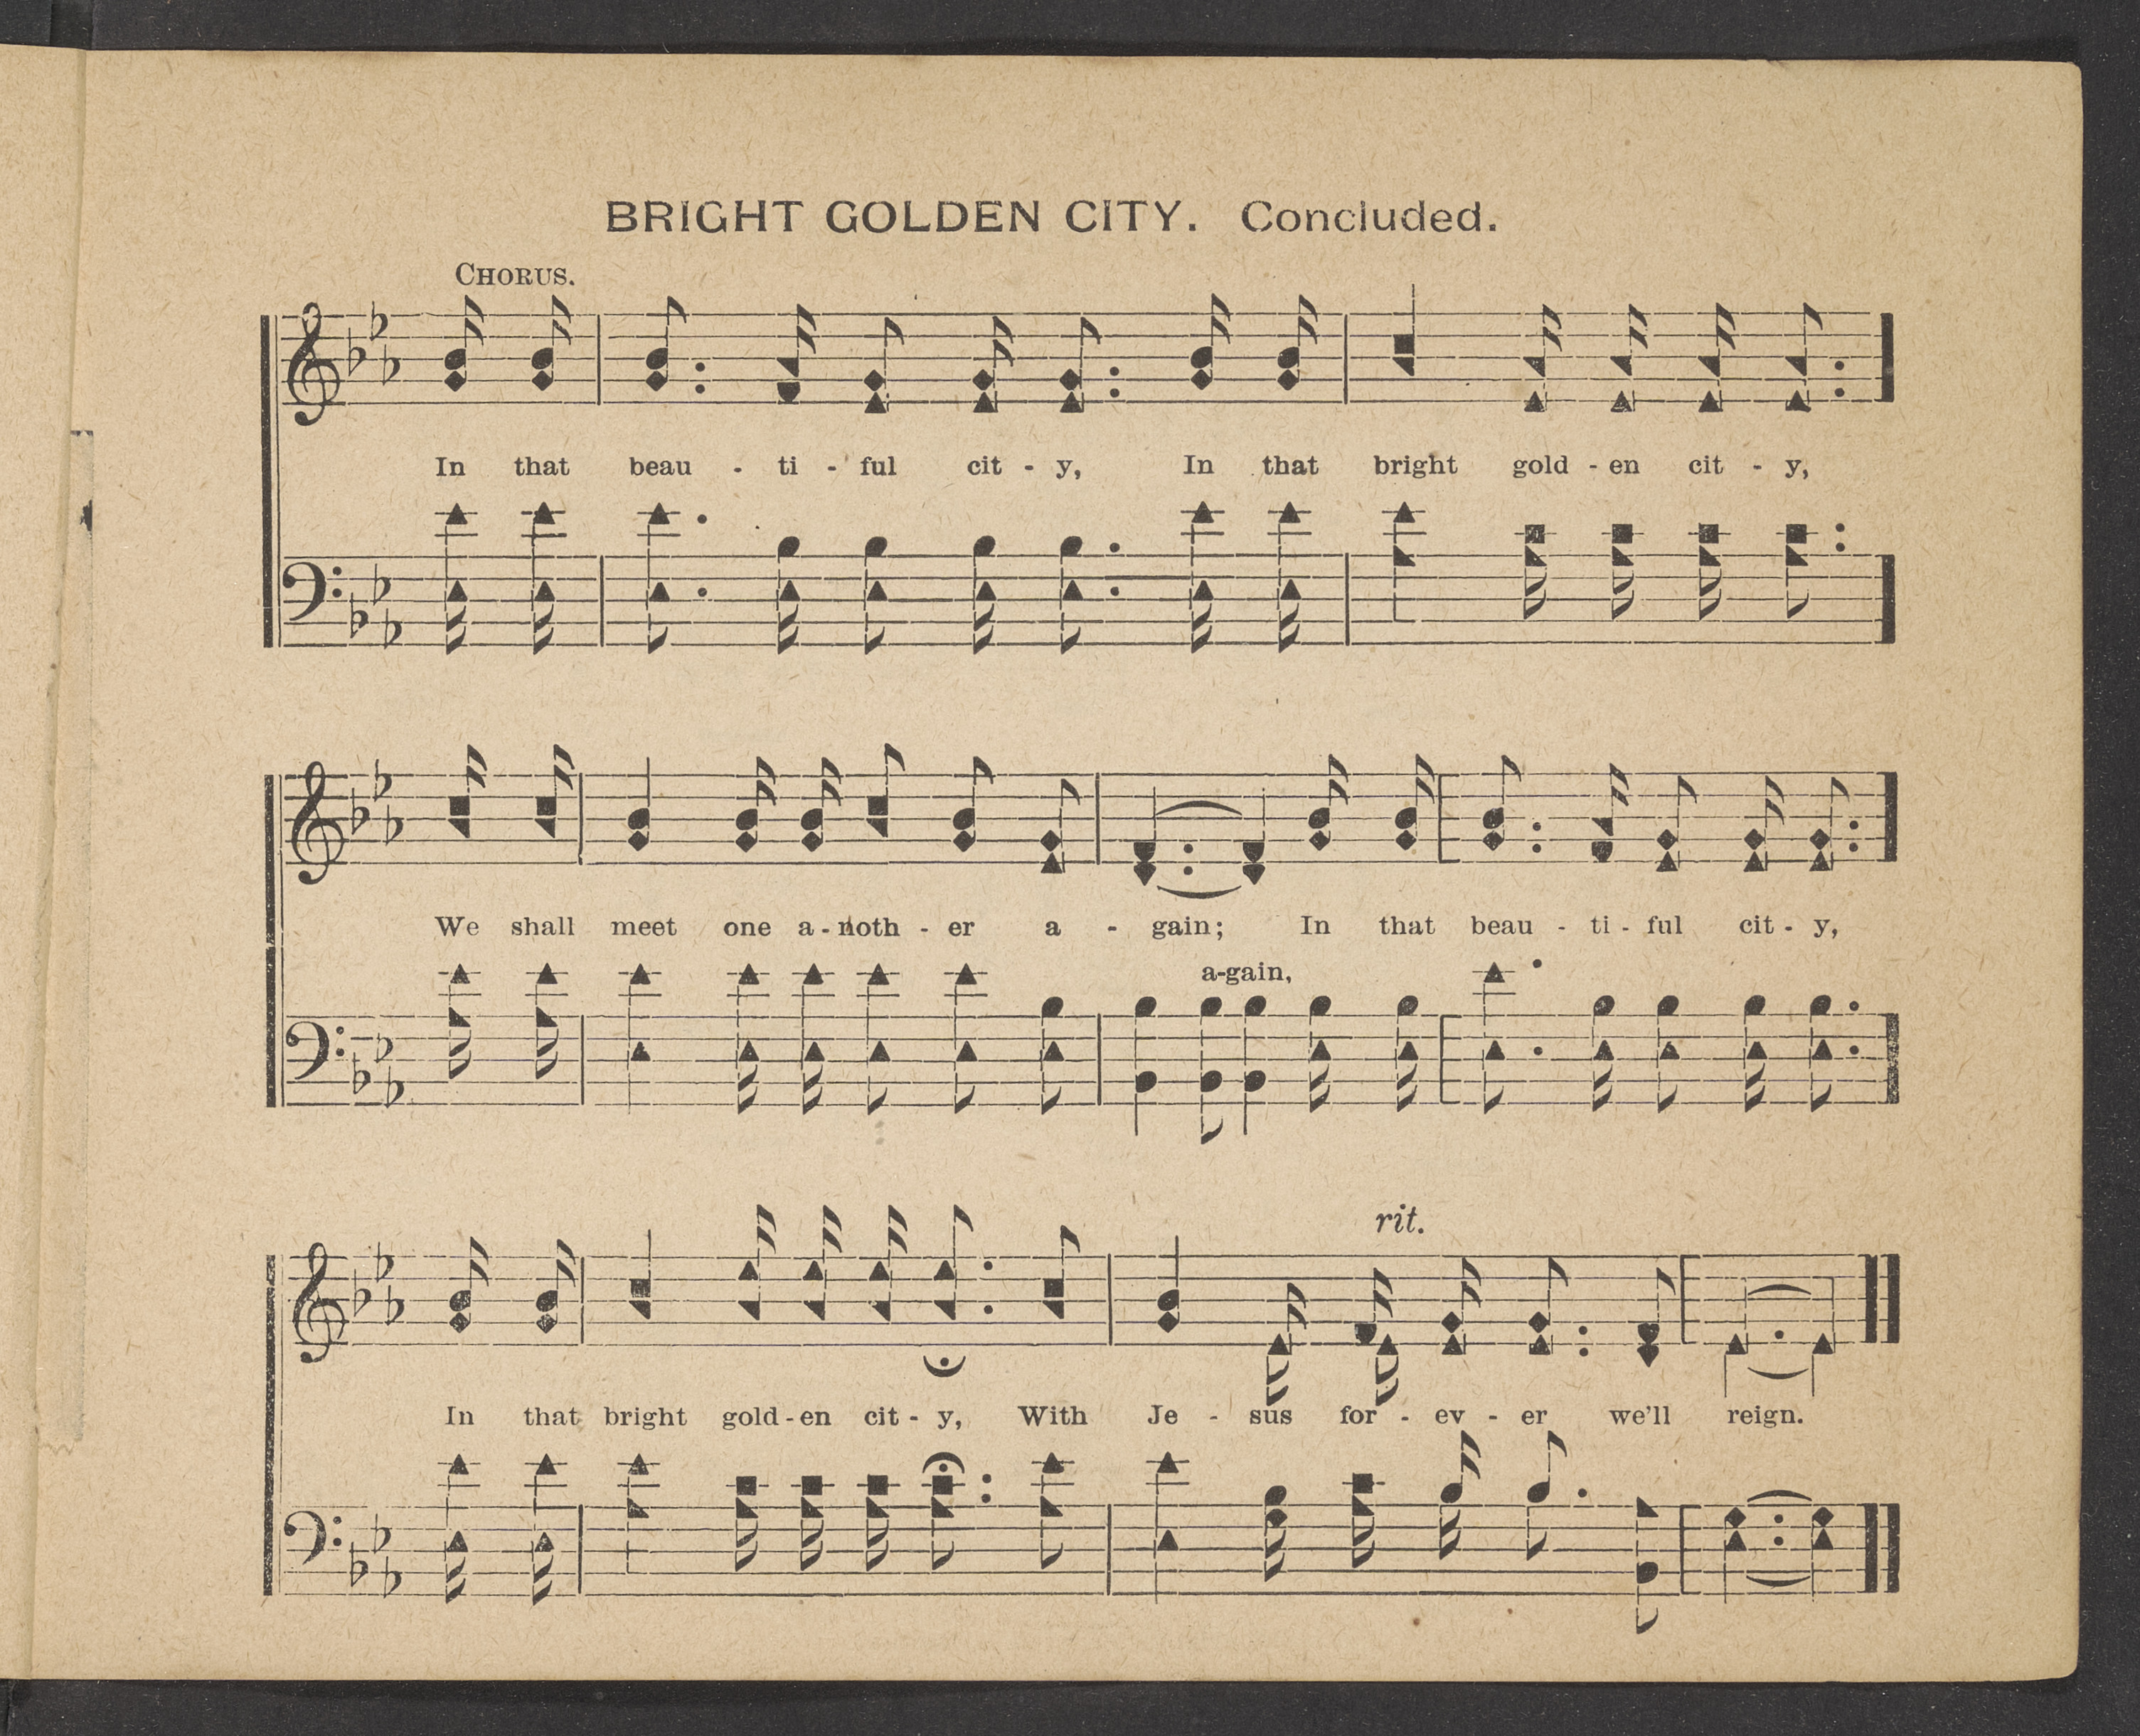 BRIGHT GOLDEN CITY. Concluded.
CHORUS.
In that beau - ti - ful cit - y, In that bright gold - en cit - y,
We shall meet one a - noth - er a - gain; In that beau - ti - ful cit - y,
a-gain,
rit.
In that bright gold - en cit - y, With Je - sus for - ev - er we'll reign.